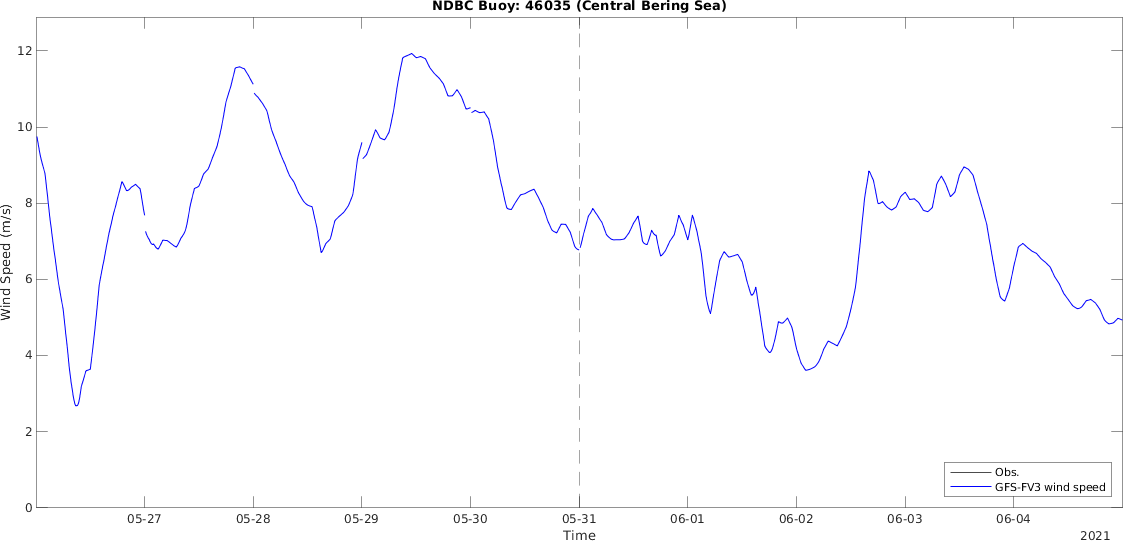 NDBC Buoy: 46035 (Central Bering Sea)
12
10
8
6
4
2
0
Wind Speed (m/s)
05-27 05-28 05-29 05-30 05-31 06-01 06-02 06-03 06-04
Time
2021
Obs.
GFS-FV3 wind speed